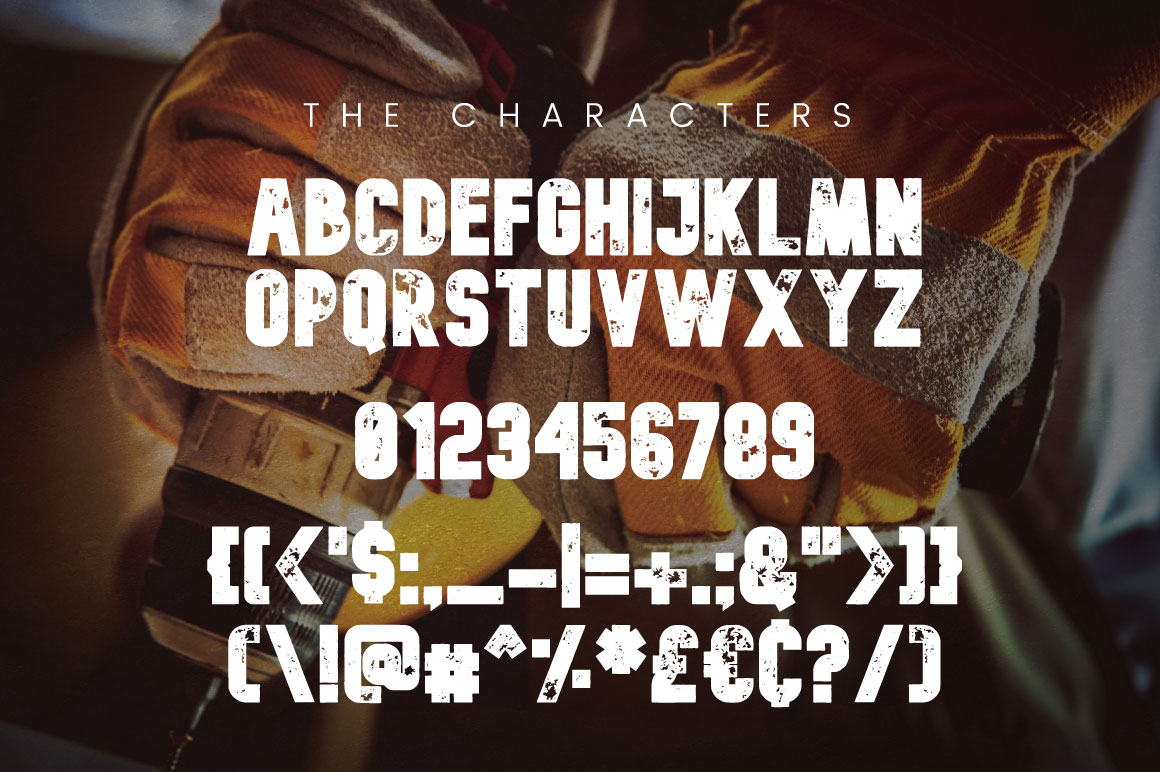 THE CHARACTERS
ABCDEFGHIJKLMN
OPQRSTUVWXYZ
0123456789
{[(<'$:,_-|=+.;&">)]}
(\!@#^%*£€¢?/)